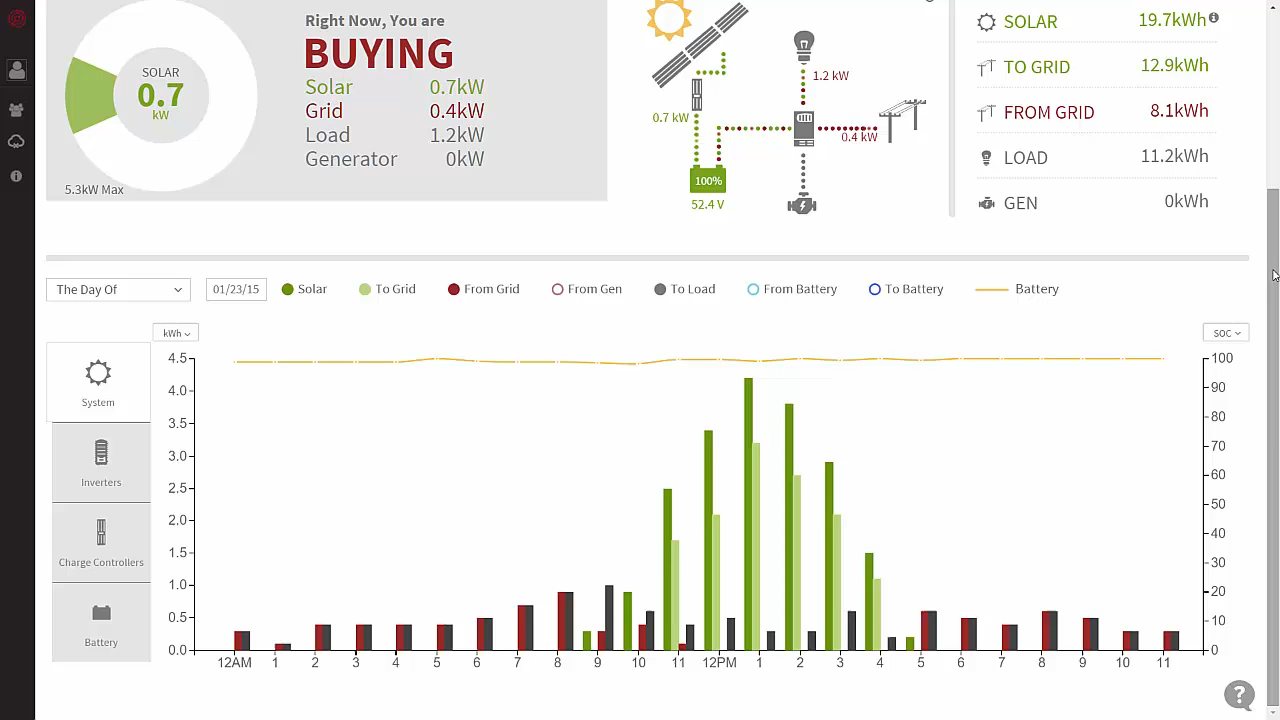 SOLAR
0.7
kW
5.3kW Max
Right Now, You are
BUYING
Solar 0.7kW
Grid 0.4kW
Load 1.2kW
Generator 0kW
1.2 kW
0.7 kW
0.4 kW
100%
52.4 V
SOLAR 19.7kWh
TO GRID 12.9kWh
FROM GRID 8.1kWh
LOAD 11.2kWh
GEN 0kWh
The Day Of 01/23/15 Solar To Grid From Grid From Gen To Load From Battery To Battery Battery
System
Inverters
Charge Controllers
Battery
kWh
4.5
4.0
3.5
3.0
2.5
2.0
1.5
1.0
0.5
0.0
12AM 1 2 3 4 5 6 7 8 9 10 11 12PM 1 2 3 4 5 6 7 8 9 10 11
SOC
100
90
80
70
60
50
40
30
20
10
0
?